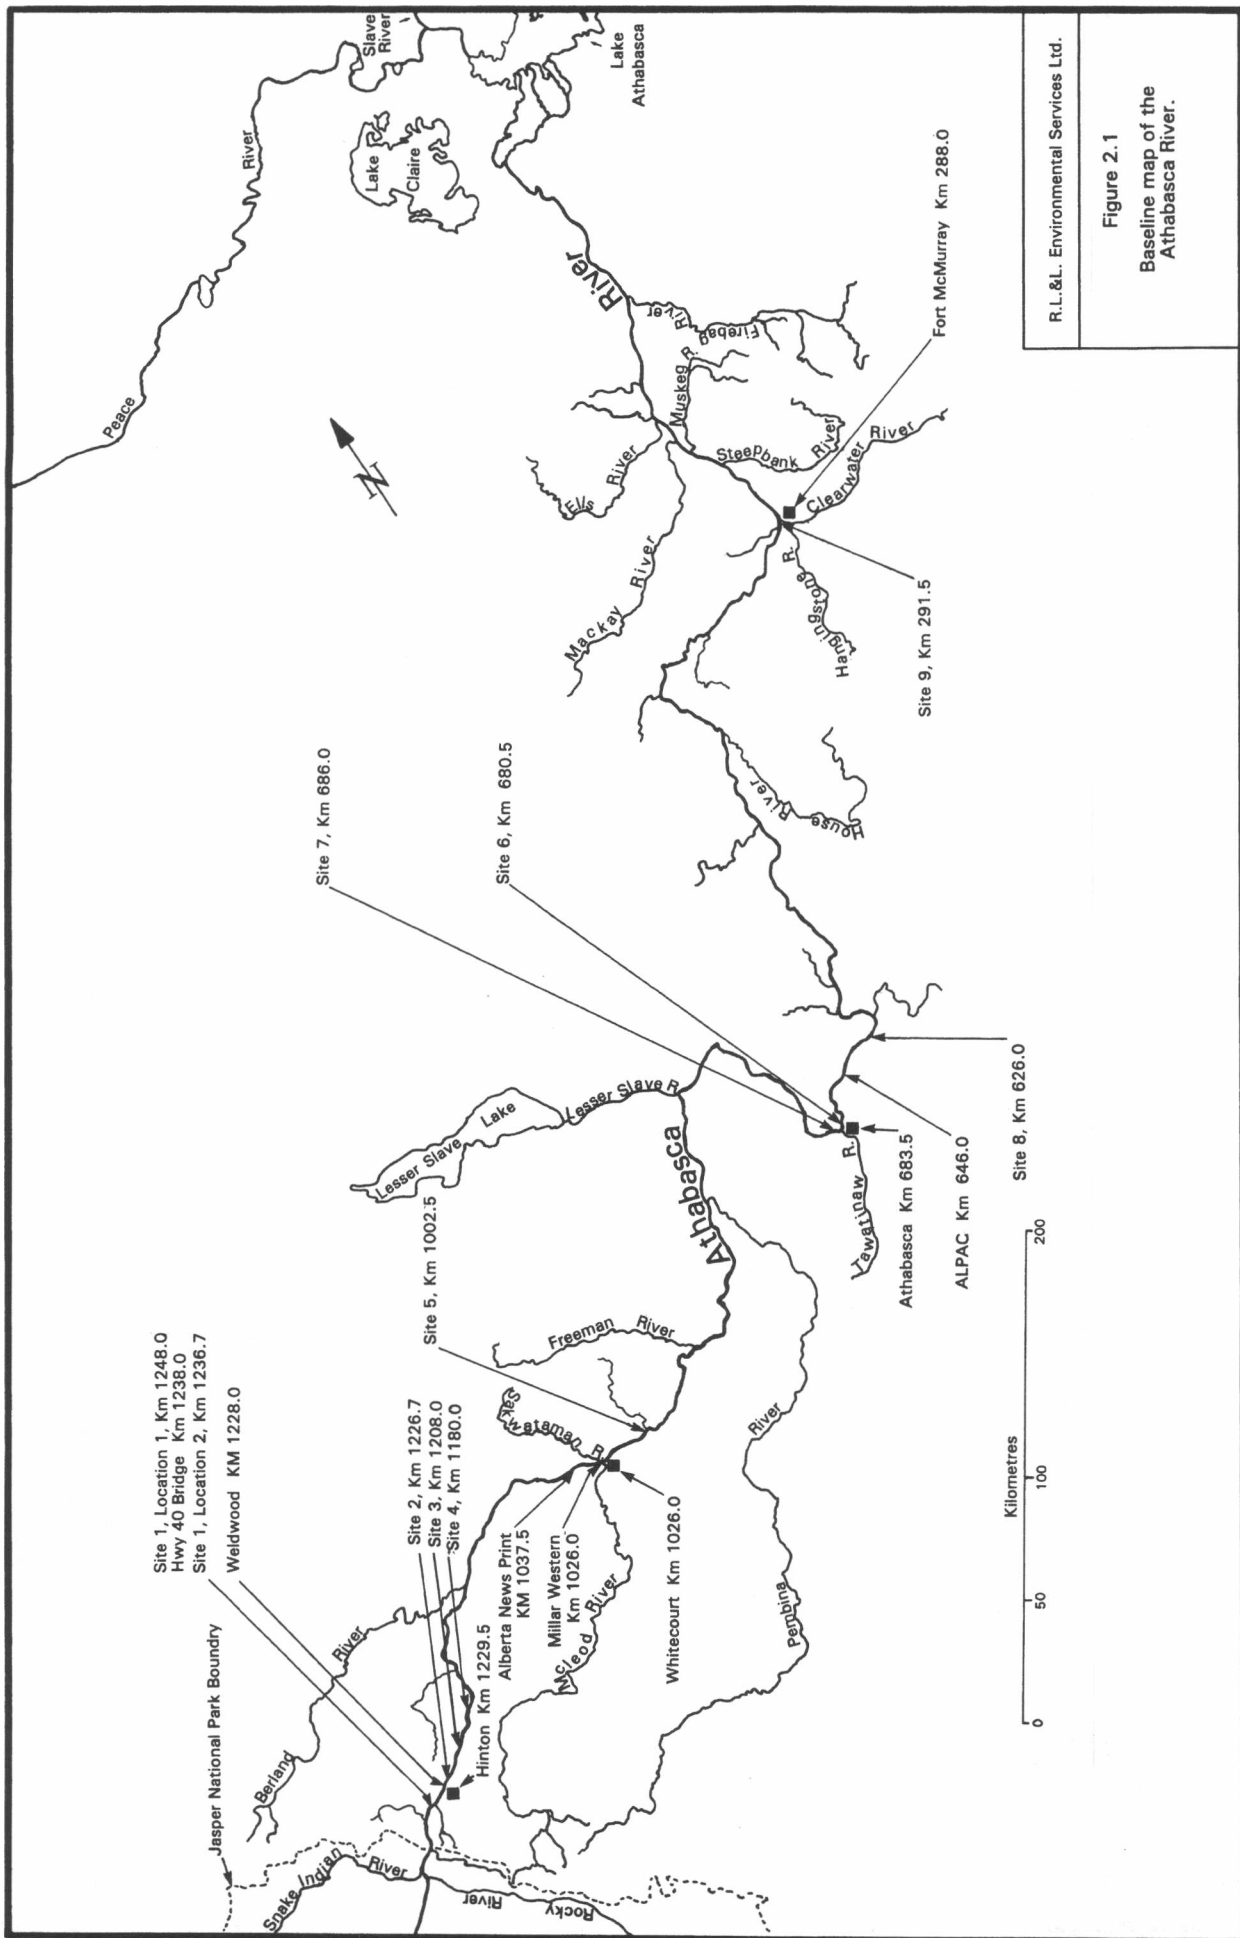 Site 1, Location 1, Km 1248.0
Hwy 40 Bridge Km 1238.0
Site 1, Location 2, Km 1236.7
Weldwood KM 1228.0
Jasper National Park Boundry
Snake Indian
River
Rocky
River
Berland
River
Site 2, Km 1226.7
Site 3, Km 1208.0
Site 4, Km 1180.0
Hinton Km 1229.5
Alberta News Print
KM 1037.5
Millar Western
Km 1026.0
Mcleod River
Whitecourt Km 1026.0
Sakwatamau R.
Site 5, Km 1002.5
Freeman River
Pembina
River
Athabasca
Lesser Slave Lake
Lesser Slave R.
Site 7, Km 686.0
Site 6, Km 680.5
Tawatinaw R.
Athabasca Km 683.5
ALPAC Km 646.0
Site 8, Km 626.0
House River
Site 9, Km 291.5
Hangingstone R.
Fort McMurray Km 288.0
Clearwater River
Steepbank River
Muskeg R.
Firebag River
Mackay River
Ells River
River
N
Peace
River
Lake
Claire
Slave
River
Lake
Athabasca
Kilometres
0
50
100
200
R.L.&L. Environmental Services Ltd.
Figure 2.1
Baseline map of the
Athabasca River.